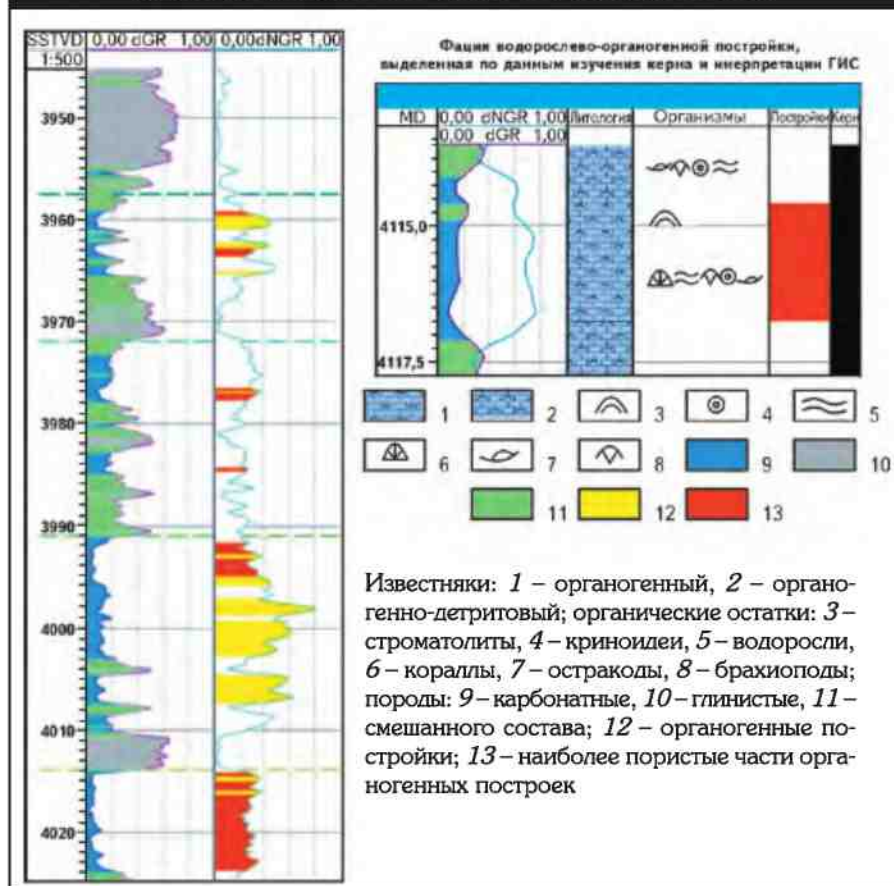 SSTVD 0,00 dGR 1,00 0,00dNGR 1,00
1:500
3950
3960
3970
3980
3990
4000
4010
4020
Фация водорослево-органогенной постройки,
выделенная по данным изучения керна и инерпретации ГИС
MD 0,00 dNGR 1,00 Литология Организмы Постройки Керн
0,00 dGR 1,00
4115,0
4117,5
1 2 3 4 5
6 7 8 9 10
11 12 13
Известняки: 1 – органогенный, 2 – органо-
генно-детритовый; органические остатки: 3 –
строматолиты, 4 – криноидеи, 5 – водоросли,
6 – кораллы, 7 – остракоды, 8 – брахиоподы;
породы: 9 – карбонатные, 10 – глинистые, 11 –
смешанного состава; 12 – органогенные по-
стройки; 13 – наиболее пористые части орга-
ногенных построек